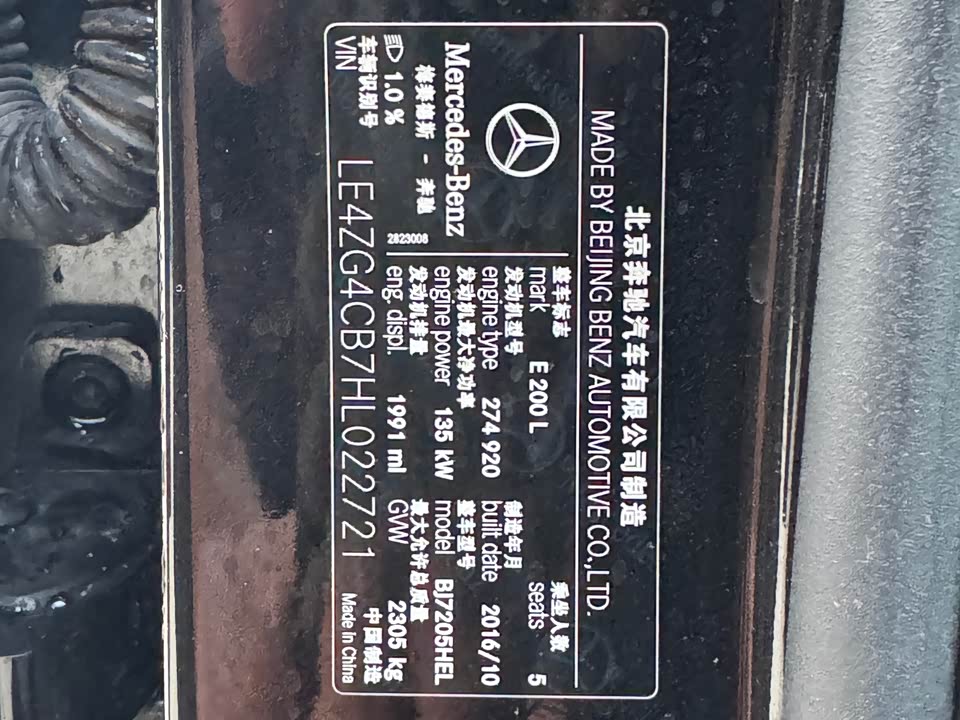 北京奔驰汽车有限公司制造
MADE BY BEIJING BENZ AUTOMOTIVE CO.,LTD.
整车标志 乘坐人数
mark E 200 L seats 5
发动机型号 制造年月
engine type 274 920 built date 2016/10
发动机最大净功率 整车型号
engine power 135 kW model BJ7205HEL
发动机排量 最大允许总质量
eng. displ. 1991 ml GVW 2305 kg
Mercedes-Benz
梅赛德斯 - 奔驰
1.0 % 2823008
车辆识别号 中国制造
VIN LE4ZG4CB7HL022721 Made In China